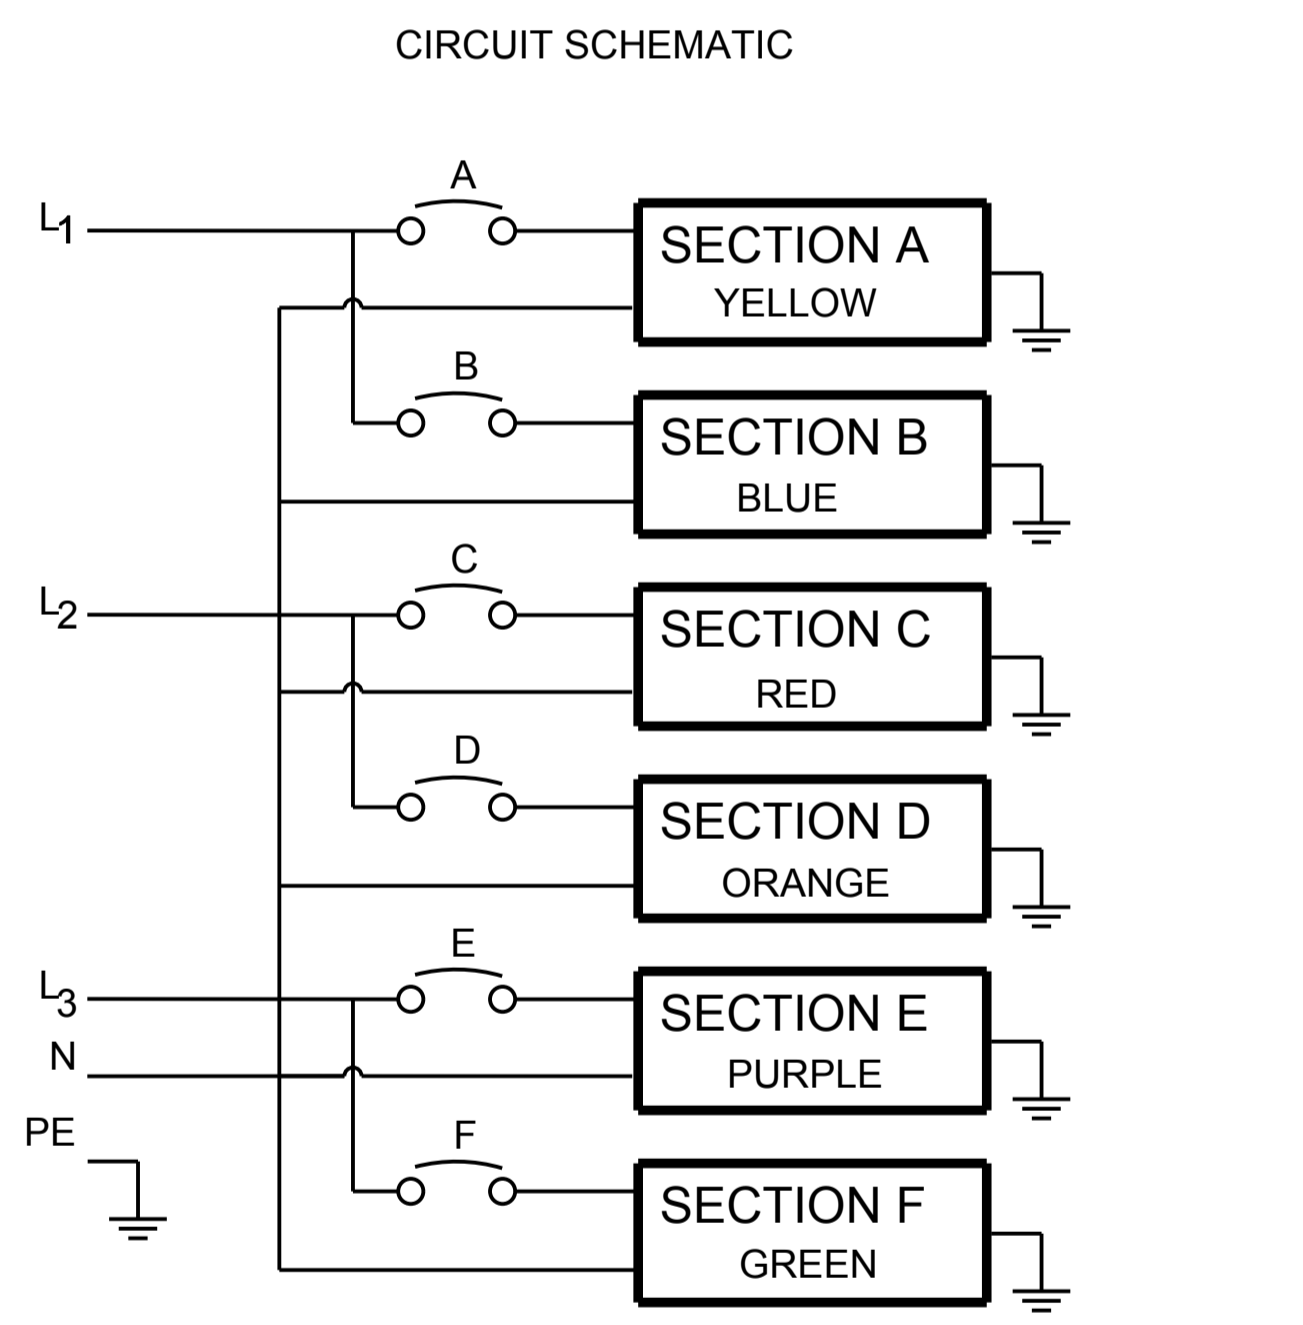 CIRCUIT SCHEMATIC
A
L1
SECTION A
YELLOW
B
SECTION B
BLUE
C
L2
SECTION C
RED
D
SECTION D
ORANGE
E
L3
SECTION E
N
PURPLE
PE
F
SECTION F
GREEN